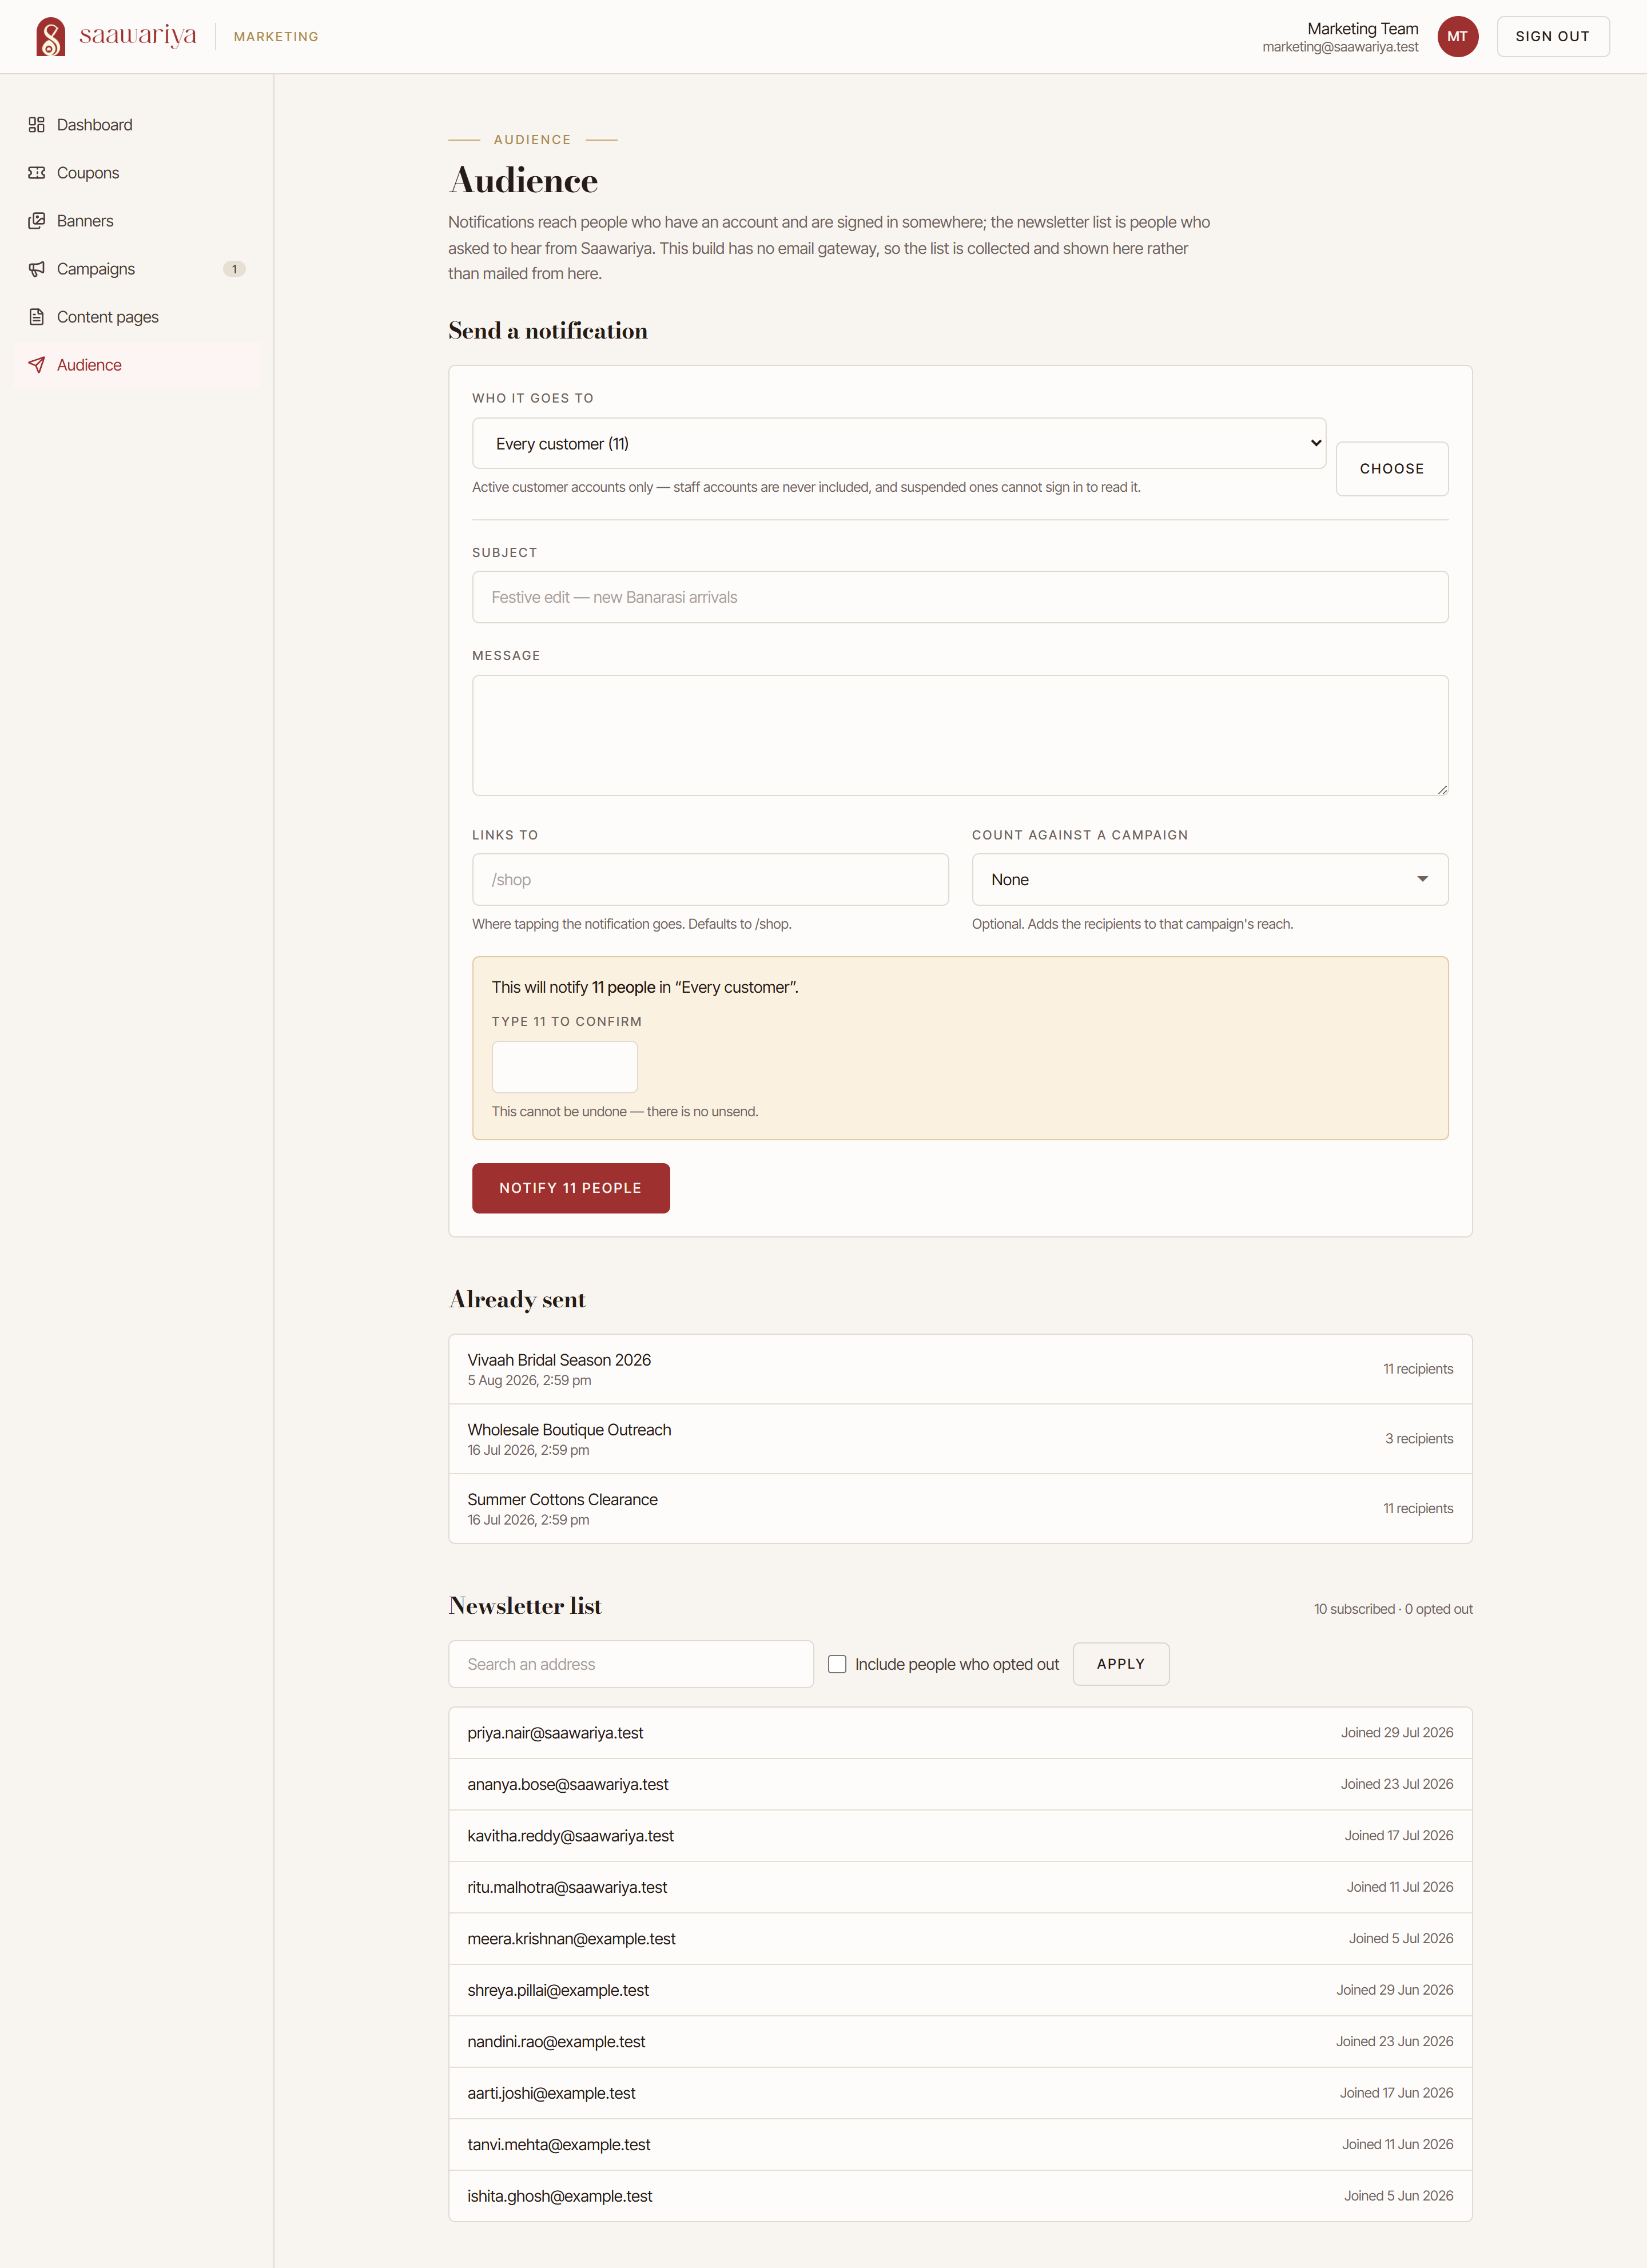 saawariya
MARKETING
Marketing Team
marketing@saawariya.test
MT
SIGN OUT
Dashboard
Coupons
Banners
Campaigns
1
Content pages
Audience
AUDIENCE
Audience
Notifications reach people who have an account and are signed in somewhere; the newsletter list is people who
asked to hear from Saawariya. This build has no email gateway, so the list is collected and shown here rather
than mailed from here.
Send a notification
WHO IT GOES TO
Every customer (11)
CHOOSE
Active customer accounts only — staff accounts are never included, and suspended ones cannot sign in to read it.
SUBJECT
Festive edit — new Banarasi arrivals
MESSAGE
LINKS TO
/shop
Where tapping the notification goes. Defaults to /shop.
COUNT AGAINST A CAMPAIGN
None
Optional. Adds the recipients to that campaign's reach.
This will notify 11 people in “Every customer”.
TYPE 11 TO CONFIRM
This cannot be undone — there is no unsend.
NOTIFY 11 PEOPLE
Already sent
Vivaah Bridal Season 2026
5 Aug 2026, 2:59 pm
11 recipients
Wholesale Boutique Outreach
16 Jul 2026, 2:59 pm
3 recipients
Summer Cottons Clearance
16 Jul 2026, 2:59 pm
11 recipients
Newsletter list
10 subscribed · 0 opted out
Search an address
Include people who opted out
APPLY
priya.nair@saawariya.test
Joined 29 Jul 2026
ananya.bose@saawariya.test
Joined 23 Jul 2026
kavitha.reddy@saawariya.test
Joined 17 Jul 2026
ritu.malhotra@saawariya.test
Joined 11 Jul 2026
meera.krishnan@example.test
Joined 5 Jul 2026
shreya.pillai@example.test
Joined 29 Jun 2026
nandini.rao@example.test
Joined 23 Jun 2026
aarti.joshi@example.test
Joined 17 Jun 2026
tanvi.mehta@example.test
Joined 11 Jun 2026
ishita.ghosh@example.test
Joined 5 Jun 2026